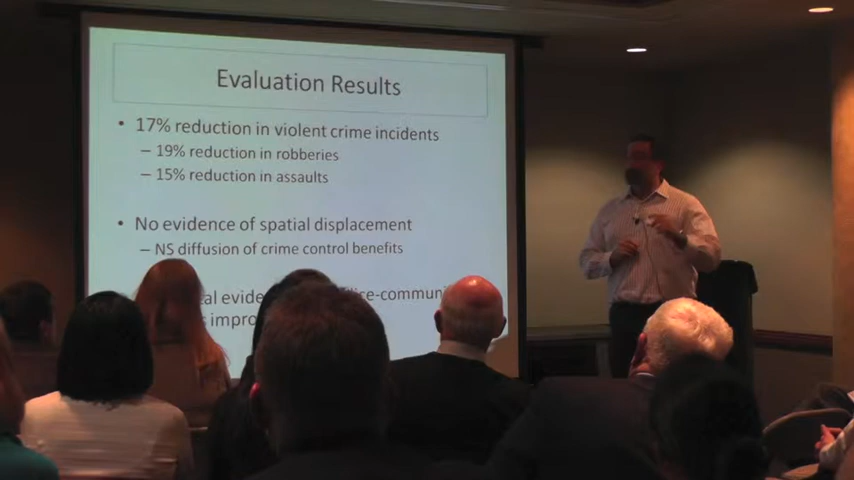 Evaluation Results
• 17% reduction in violent crime incidents
– 19% reduction in robberies
– 15% reduction in assaults
• No evidence of spatial displacement
– NS diffusion of crime control benefits